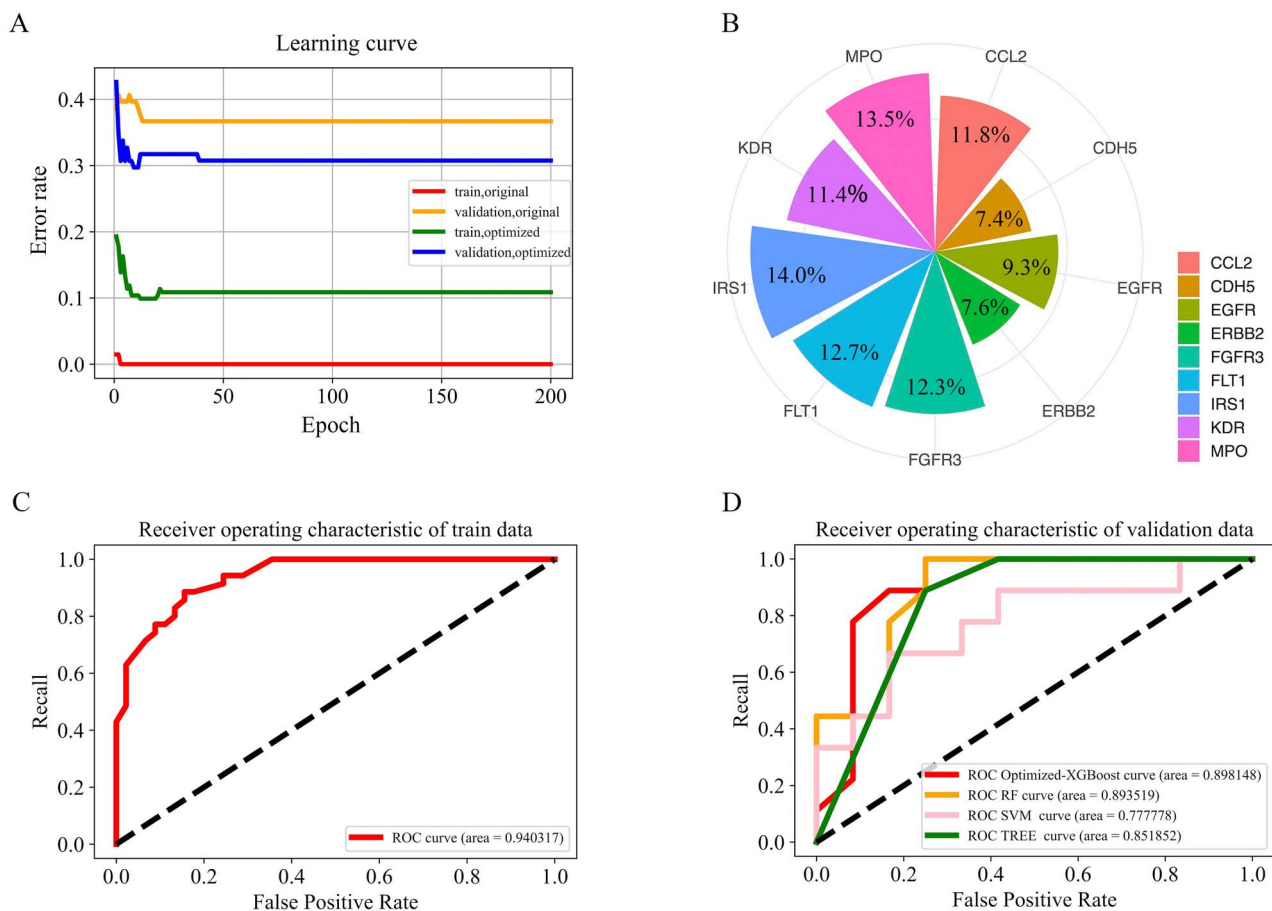 A
Learning curve
0.4
0.3
0.2
0.1
0.0
Error rate
train,original
validation,original
train,optimized
validation,optimized
0 50 100 150 200
Epoch
B
MPO
CCL2
CDH5
EGFR
ERBB2
FGFR3
FLT1
IRS1
KDR
13.5%
11.8%
7.4%
9.3%
7.6%
12.3%
12.7%
14.0%
11.4%
CCL2
CDH5
EGFR
ERBB2
FGFR3
FLT1
IRS1
KDR
MPO
C
Receiver operating characteristic of train data
1.0
0.8
0.6
0.4
0.2
0.0
Recall
ROC curve (area = 0.940317)
0.0 0.2 0.4 0.6 0.8 1.0
False Positive Rate
D
Receiver operating characteristic of validation data
1.0
0.8
0.6
0.4
0.2
0.0
Recall
ROC Optimized-XGBoost curve (area = 0.898148)
ROC RF curve (area = 0.893519)
ROC SVM curve (area = 0.777778)
ROC TREE curve (area = 0.851852)
0.0 0.2 0.4 0.6 0.8 1.0
False Positive Rate